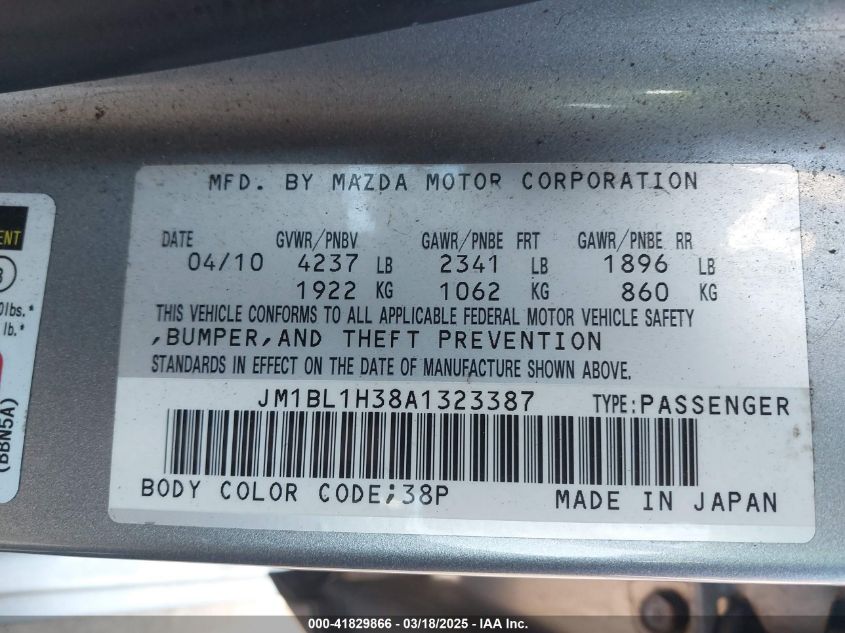 MFD. BY MAZDA MOTOR CORPORATION
DATE GVWR/PNBV GAWR/PNBE FRT GAWR/PNBE RR
04/10 4237 LB 2341 LB 1896 LB
1922 KG 1062 KG 860 KG
THIS VEHICLE CONFORMS TO ALL APPLICABLE FEDERAL MOTOR VEHICLE SAFETY
,BUMPER,AND THEFT PREVENTION
STANDARDS IN EFFECT ON THE DATE OF MANUFACTURE SHOWN ABOVE.
JM1BL1H38A1323387 TYPE:PASSENGER
BODY COLOR CODE;38P MADE IN JAPAN
lb.*
(BBN5A)
000-41829866 / 03/18/2025 - IAA Inc.